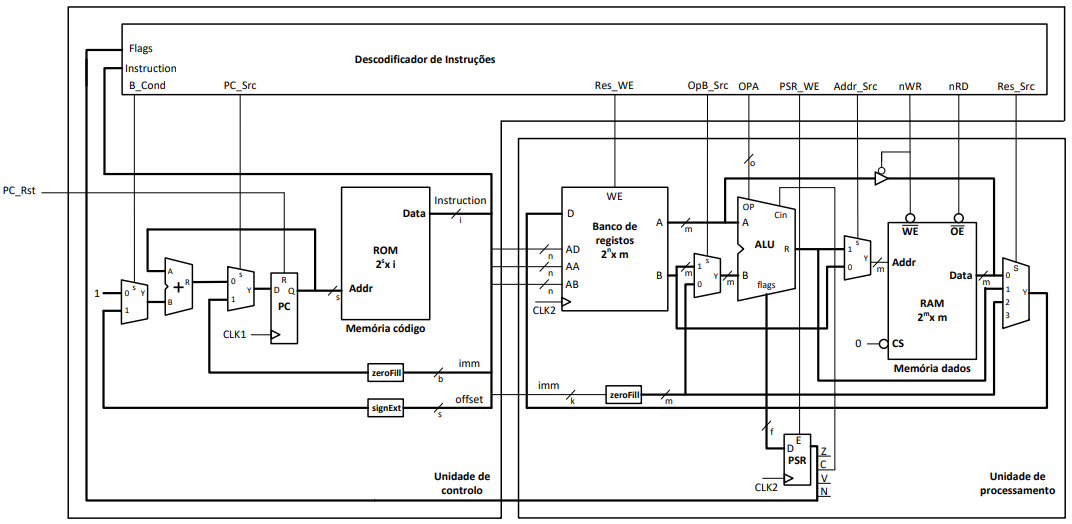 Flags
Descodificador de Instruções
Instruction
B_Cond PC_Src Res_WE OpB_Src OPA PSR_WE Addr_Src nWR nRD Res_Src
o
PC_Rst
Instruction
i
Data
ROM
2^s x i
Addr
s
Memória código
1
0 s Y
1
A
+ R
B
0 s Y
1
R
D Q
PC
CLK1
zeroFill
imm
b
signExt
offset
s
Unidade de
controlo
WE
D
Banco de
registos
2^n x m
A
m
B
n AD
n AA
n AB
CLK2
s
1
m Y
0
m
OP Cin
A
ALU R
B
flags
s
1
Y
0
m
WE OE
Addr
Data
m
RAM
2^m x m
0 CS
Memória dados
S
0
1 Y
2
3
imm
k
zeroFill
m
f
E
D
PSR
CLK2
Z
C
V
N
Unidade de
processamento